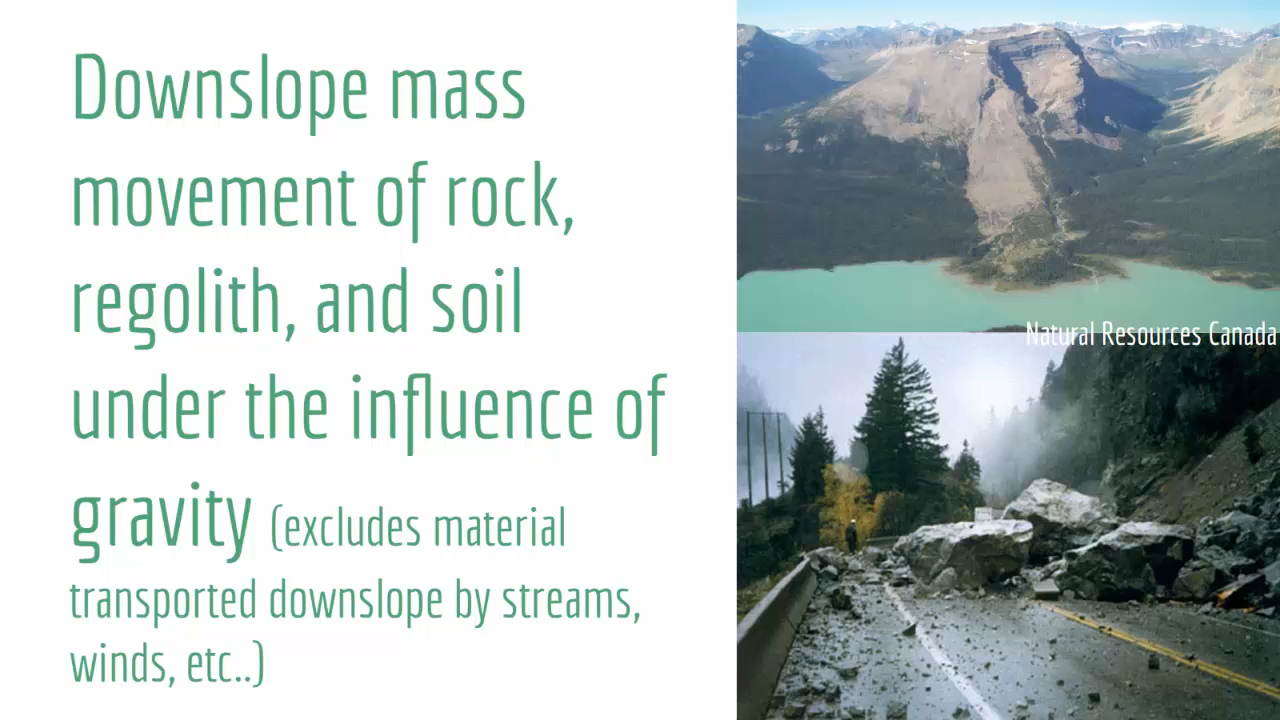 Downslope mass
movement of rock,
regolith, and soil
under the influence of
gravity (excludes material
transported downslope by streams,
winds, etc..)
Natural Resources Canada